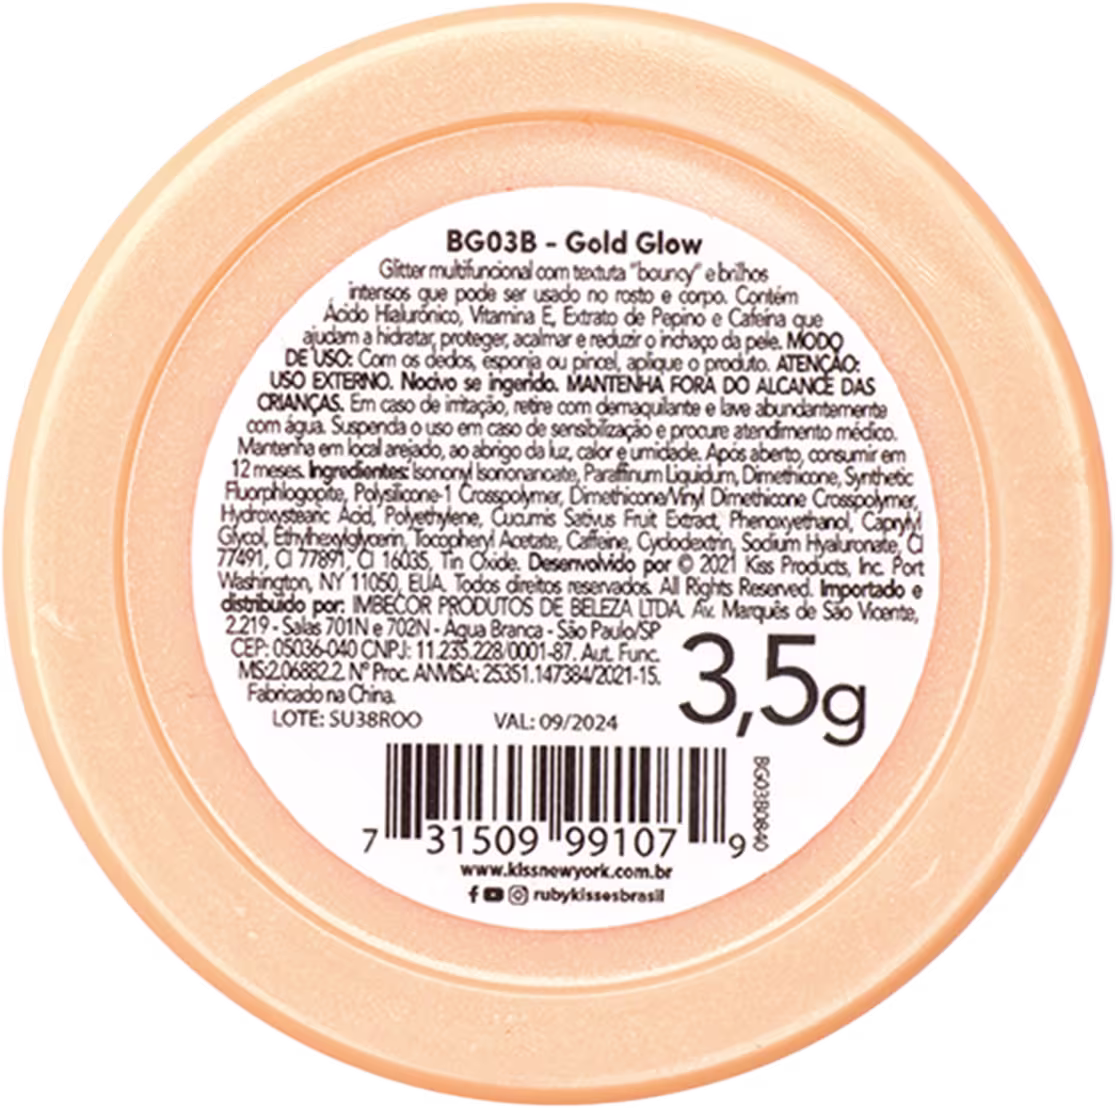 BG03B - Gold Glow
Glitter multifuncional com textuta "bouncy" e brilhos
intensos que pode ser usado no rosto e corpo. Contém
Ácido Hialurônico, Vitamina E, Extrato de Pepino e Cafeína que
ajudam a hidratar, proteger, acalmar e reduzir o inchaço da pele. MODO
DE USO: Com os dedos, esponja ou pincel, aplique o produto. ATENÇÃO:
USO EXTERNO. Nocivo se ingerido. MANTENHA FORA DO ALCANCE DAS
CRIANÇAS. Em caso de irritação, retire com demaquilante e lave abundantemente
com água. Suspenda o uso em caso de sensibilização e procure atendimento médico.
Mantenha em local arejado, ao abrigo da luz, calor e umidade. Após aberto, consumir em
12 meses. Ingredientes: Isononyl Isononanoate, Paraffinum Liquidum, Dimethicone, Synthetic
Fluorphlogopite, Polysilicone-1 Crosspolymer, Dimethicone/Vinyl Dimethicone Crosspolymer,
Hydroxystearic Acid, Polyethylene, Cucumis Sativus Fruit Extract, Phenoxyethanol, Caprylyl
Glycol, Ethylhexylglycerin, Tocopheryl Acetate, Caffeine, Cyclodextrin, Sodium Hyaluronate, CI
77491, CI 77891, CI 16035, Tin Oxide. Desenvolvido por © 2021 Kiss Products, Inc. Port
Washington, NY 11050, EUA. Todos direitos reservados. All Rights Reserved. Importado e
distribuido por: IMBECOR PRODUTOS DE BELEZA LTDA. Av. Marquês de São Vicente,
2.219 - Salas 701N e 702N - Água Branca - São Paulo/SP
CEP: 05036-040 CNPJ: 11.235.228/0001-87. Aut. Func.
MS:2.06882.2. N° Proc. ANVISA: 25351.147384/2021-15.
Fabricado na China.
3,5g
LOTE: SU38ROO VAL: 09/2024
BG03B0840
7 31509 99107 9
www.kissnewyork.com.br
rubykissesbrasil